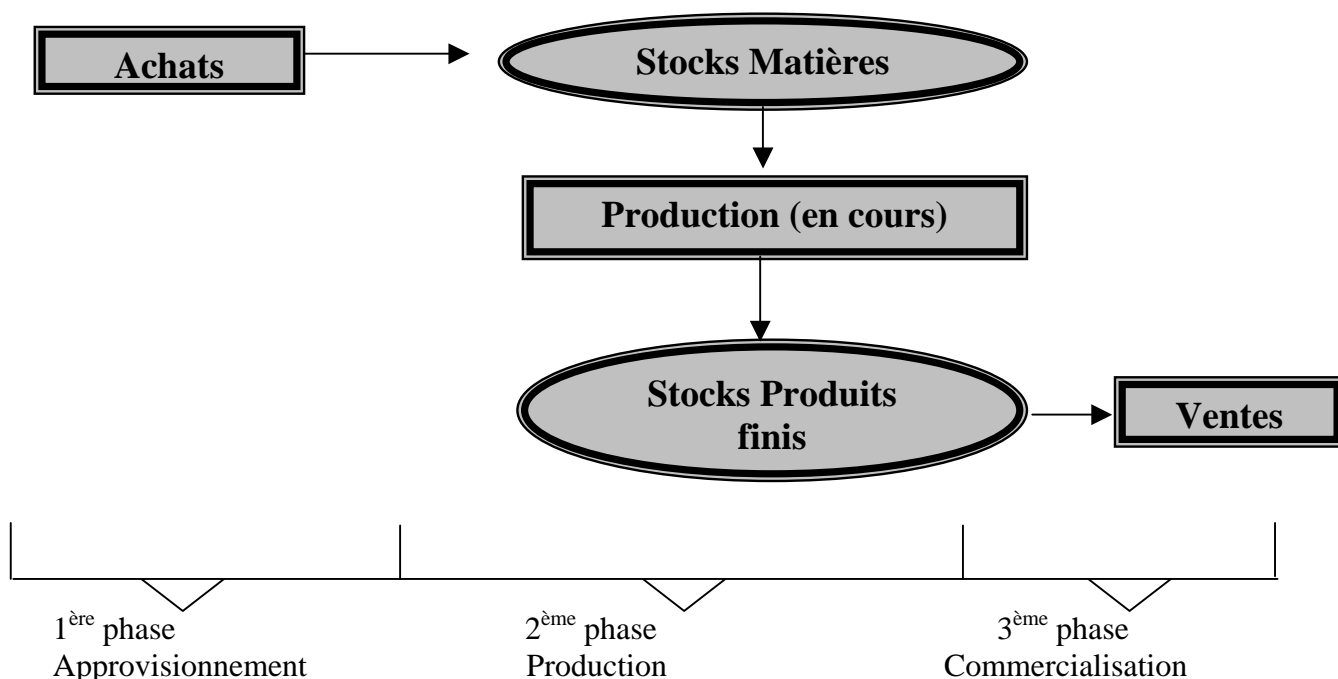 Achats
Stocks Matières
Production (en cours)
Stocks Produits
finis
Ventes
1ère phase
Approvisionnement
2ème phase
Production
3ème phase
Commercialisation